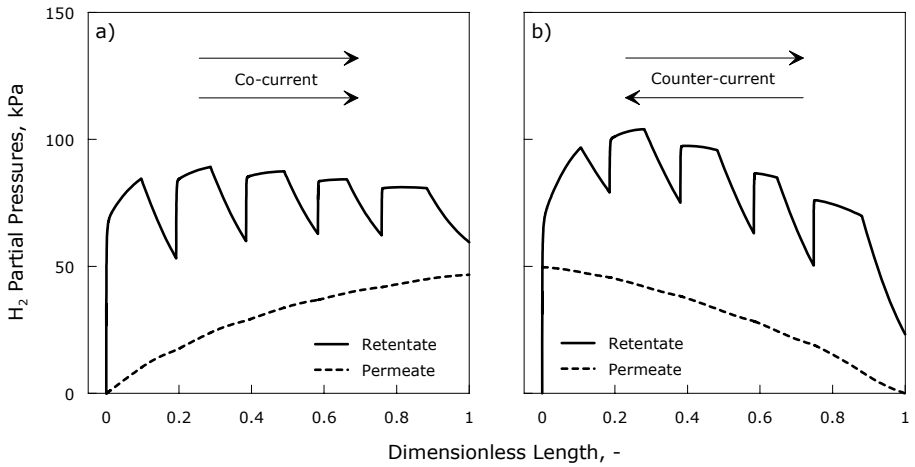 H₂ Partial Pressures, kPa
150
100
50
0
a)
Co-current
Retentate
Permeate
0
0.2
0.4
0.6
0.8
1
b)
Counter-current
Retentate
Permeate
0
0.2
0.4
0.6
0.8
1
Dimensionless Length, -